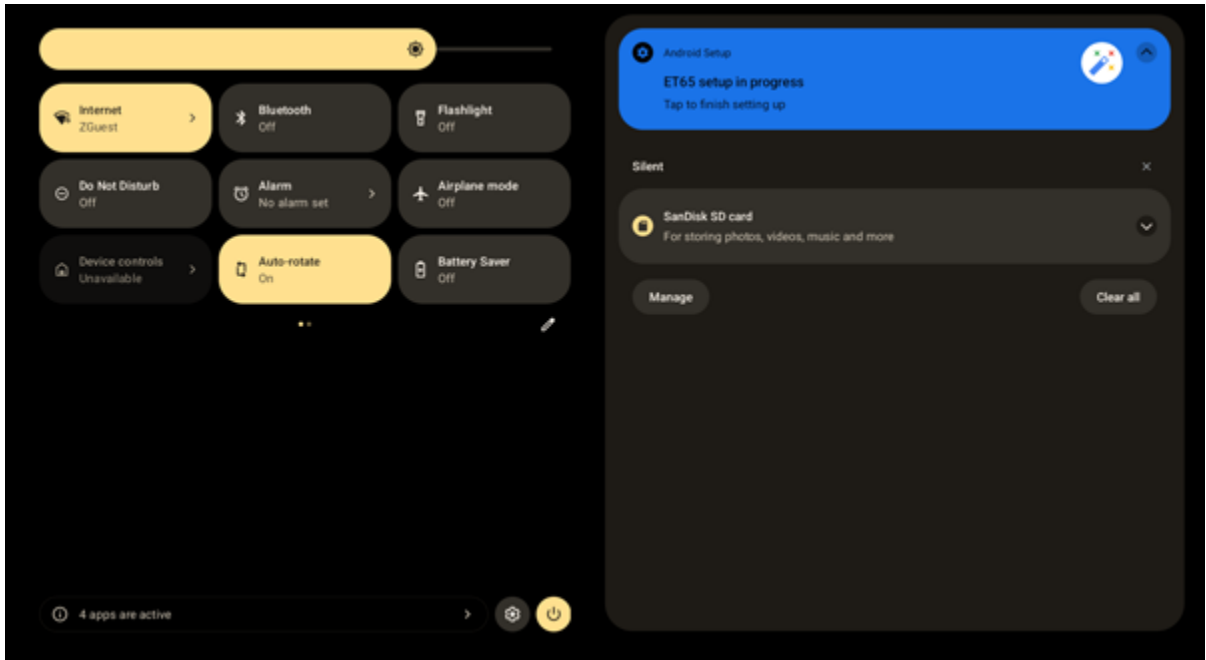 Internet
ZGuest
Bluetooth
Off
Flashlight
Off
Do Not Disturb
Off
Alarm
No alarm set
Airplane mode
Off
Device controls
Unavailable
Auto-rotate
On
Battery Saver
Off
4 apps are active
Android Setup
ET65 setup in progress
Tap to finish setting up
Silent
SanDisk SD card
For storing photos, videos, music and more
Manage
Clear all